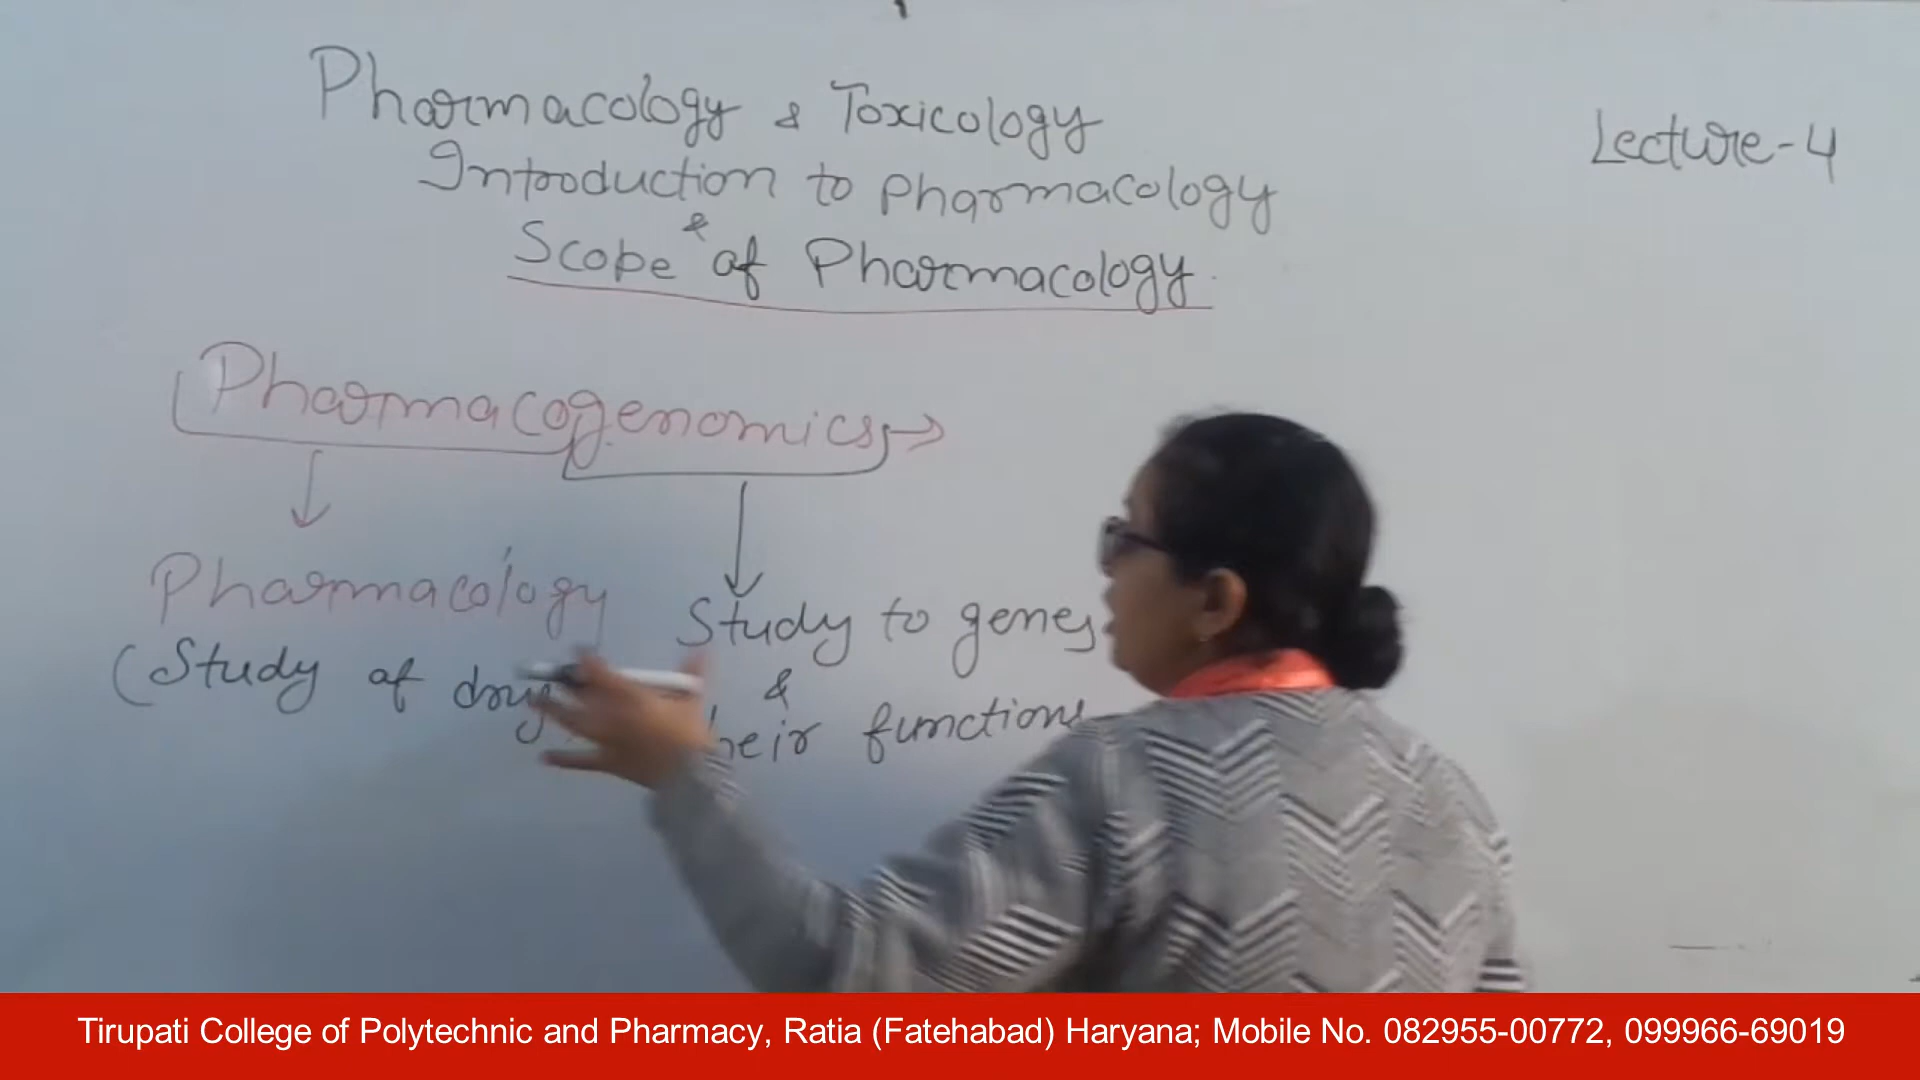 Pharmacology & Toxicology
Lecture-4
Introduction to Pharmacology
&
Scope of Pharmacology.
Pharmacogenomics →
Pharmacology
Study to genes
(Study of
&
functions
Tirupati College of Polytechnic and Pharmacy, Ratia (Fatehabad) Haryana; Mobile No. 082955-00772, 099966-69019